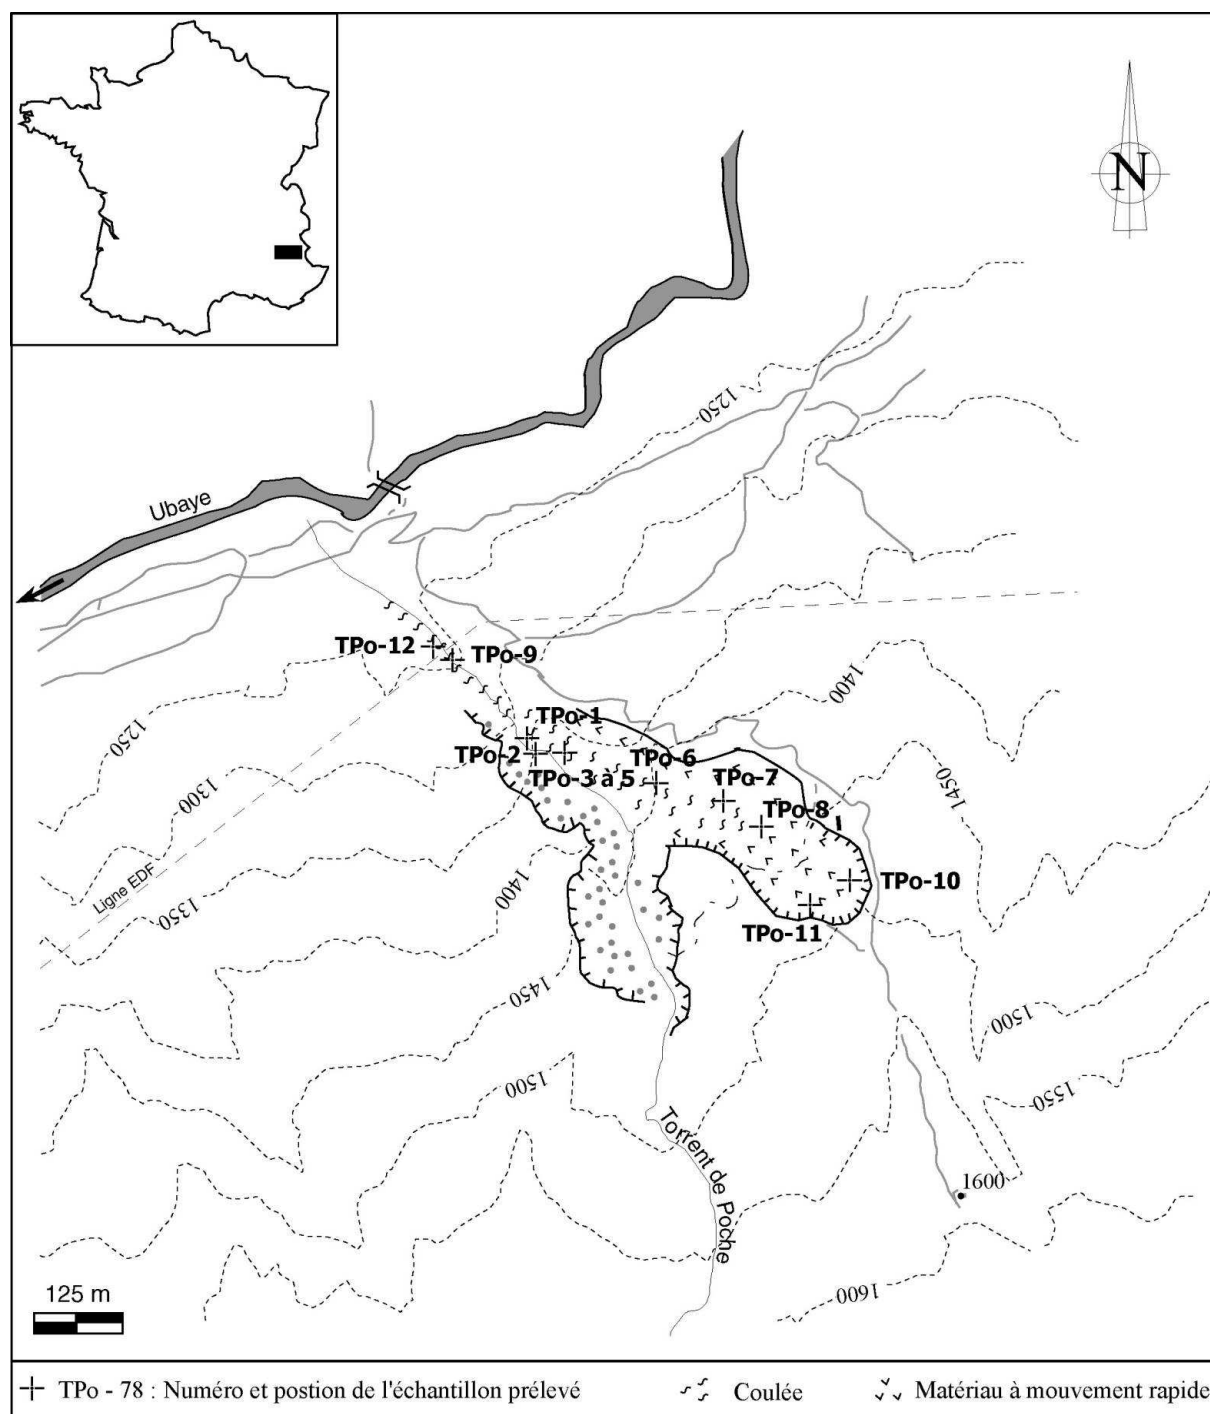 N
Ubaye
1250
TPo-12
TPo-9
1400
TPo-1
1250
TPo-2
TPo-6
TPo-3 à 5
TPo-7
1450
1300
TPo-8
Ligne EDF
1400
1350
TPo-10
TPo-11
1450
1500
1500
1550
Torrent de Poche
1600
1600
125 m
TPo - 78 : Numéro et postion de l'échantillon prélevé
Coulée
Matériau à mouvement rapide